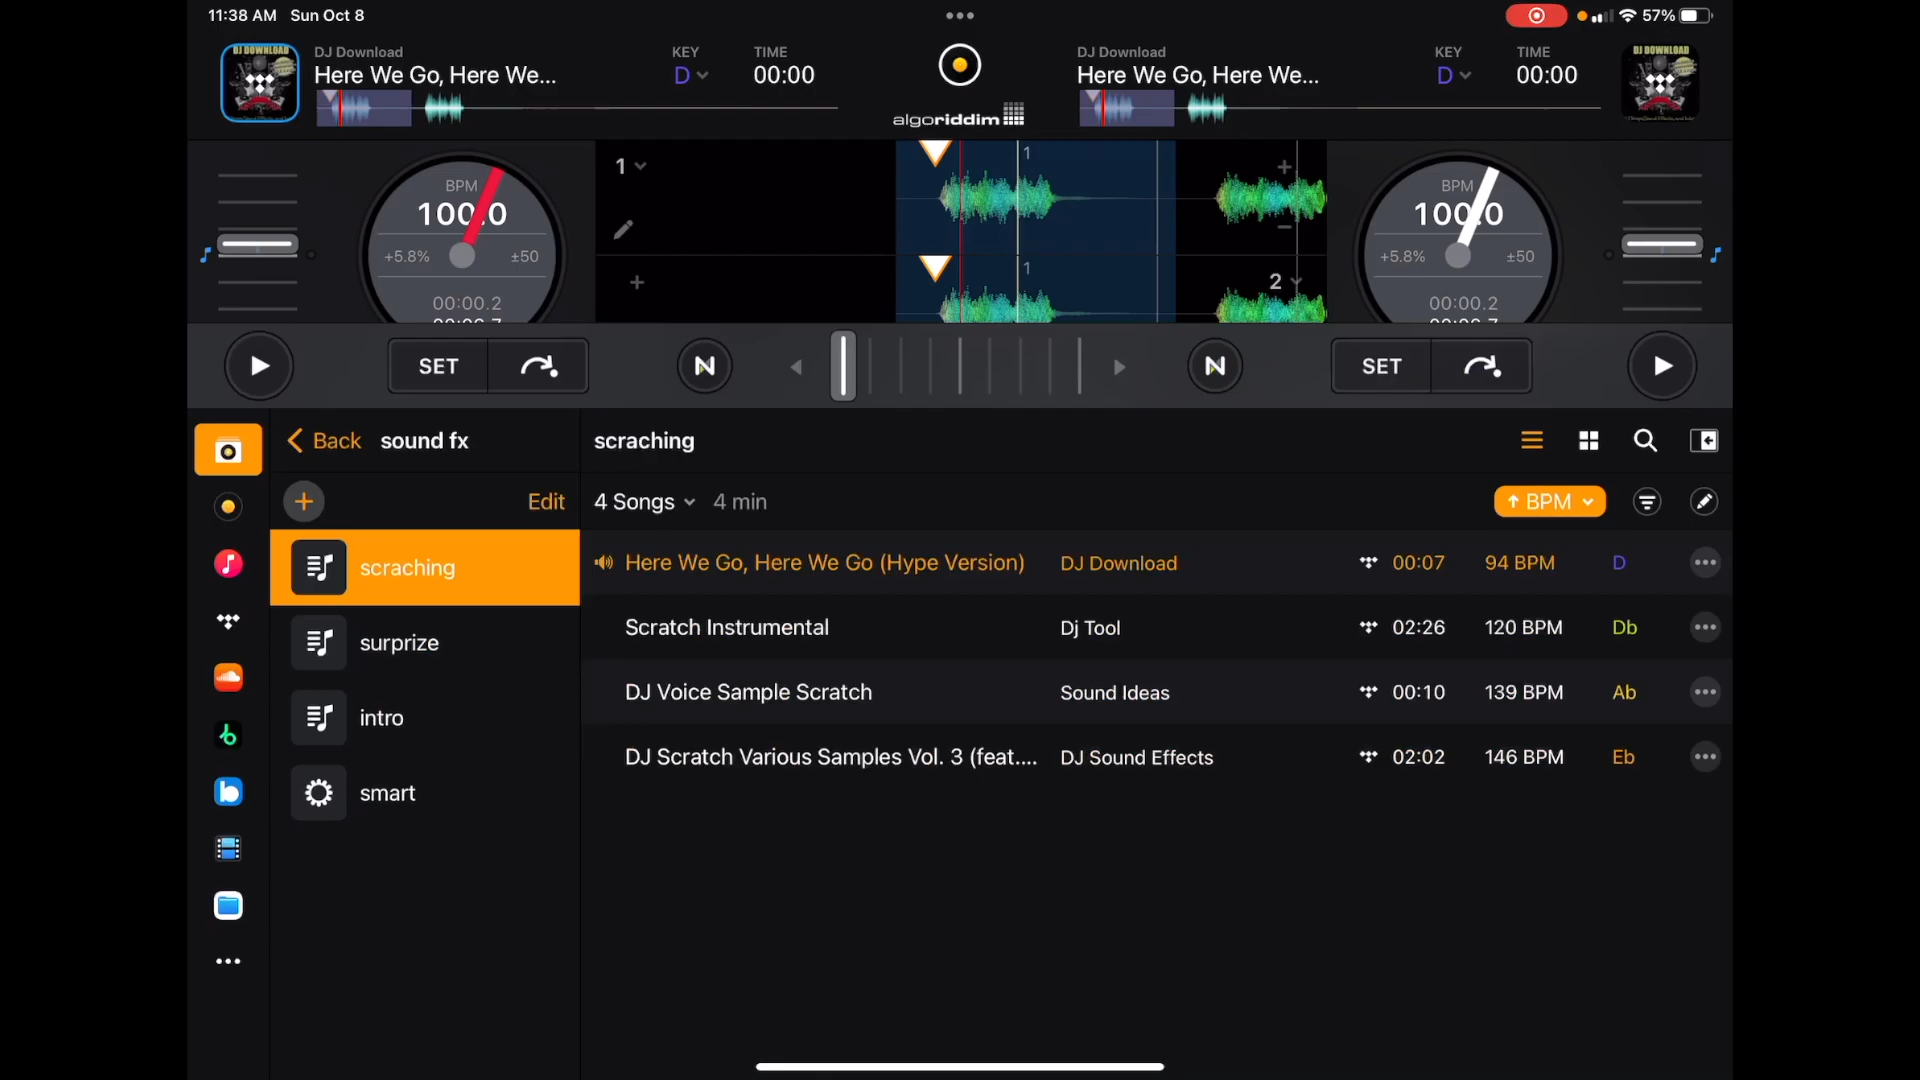 11:38 AM Sun Oct 8
57%
DJ Download
Here We Go, Here We...
KEY
D
TIME
00:00
algoriddim
DJ Download
Here We Go, Here We...
KEY
D
TIME
00:00
DJ DOWNLOAD
DJ DOWNLOAD
BPM
100.0
+5.8%
±50
00:00.2
1
1
1
2
BPM
100.0
+5.8%
±50
00:00.2
SET
SET
Back
sound fx
scraching
Edit
4 Songs
4 min
BPM
scraching
surprize
intro
smart
Here We Go, Here We Go (Hype Version) DJ Download 00:07 94 BPM D
Scratch Instrumental Dj Tool 02:26 120 BPM Db
DJ Voice Sample Scratch Sound Ideas 00:10 139 BPM Ab
DJ Scratch Various Samples Vol. 3 (feat.... DJ Sound Effects 02:02 146 BPM Eb